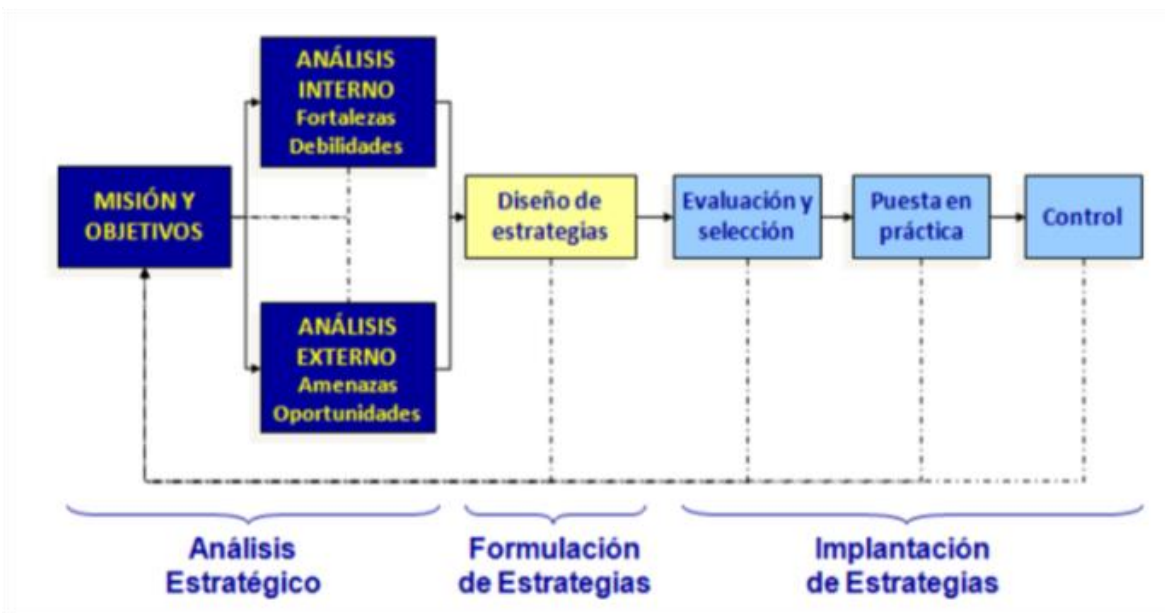 ANÁLISIS
INTERNO
Fortalezas
Debilidades
MISIÓN Y
OBJETIVOS
ANÁLISIS
EXTERNO
Amenazas
Oportunidades
Diseño de
estrategias
Evaluación y
selección
Puesta en
práctica
Control
Análisis
Estratégico
Formulación
de Estrategias
Implantación
de Estrategias